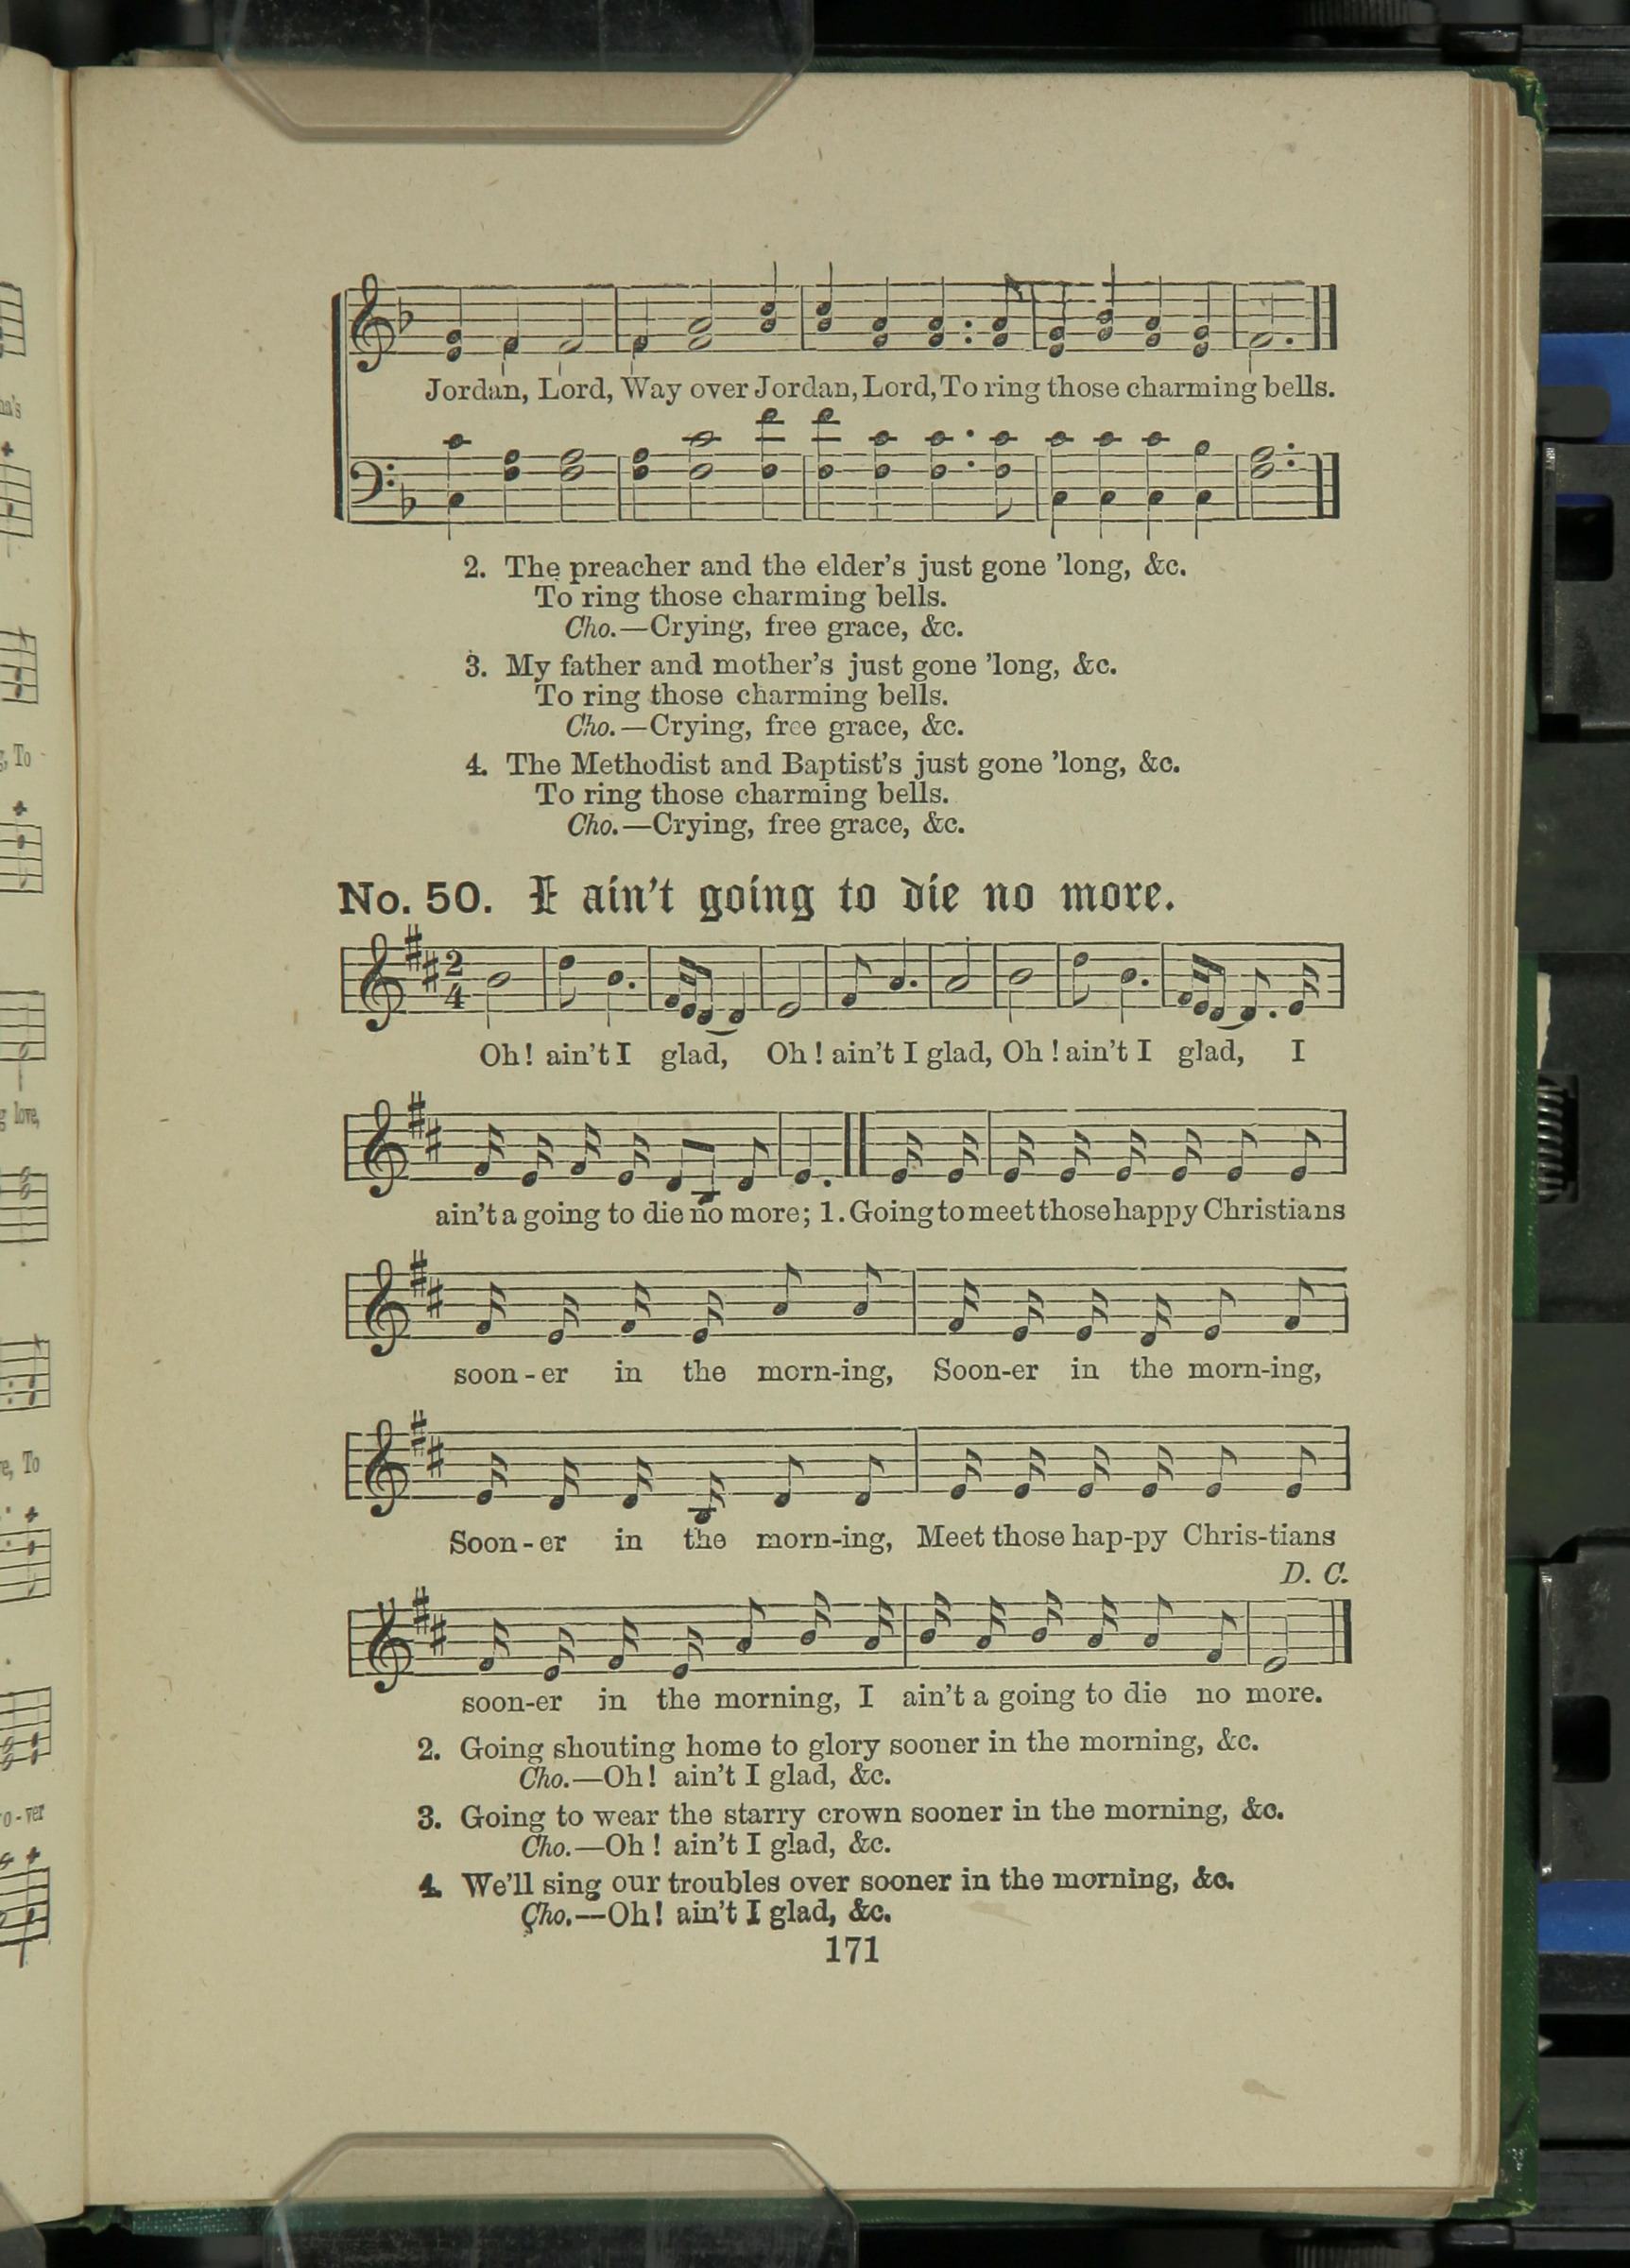 Jordan, Lord, Way over Jordan, Lord, To ring those charming bells.
2. The preacher and the elder's just gone 'long, &c.
To ring those charming bells.
Cho.—Crying, free grace, &c.
3. My father and mother's just gone 'long, &c.
To ring those charming bells.
Cho.—Crying, free grace, &c.
4. The Methodist and Baptist's just gone 'long, &c.
To ring those charming bells.
Cho.—Crying, free grace, &c.
No. 50. I ain't going to die no more.
2
4
Oh! ain't I glad, Oh! ain't I glad, Oh! ain't I glad, I
ain't a going to die no more; 1. Going to meet those happy Christians
soon-er in the morn-ing, Soon-er in the morn-ing,
Soon-er in the morn-ing, Meet those hap-py Chris-tians
D. C.
soon-er in the morning, I ain't a going to die no more.
2. Going shouting home to glory sooner in the morning, &c.
Cho.—Oh! ain't I glad, &c.
3. Going to wear the starry crown sooner in the morning, &c.
Cho.—Oh! ain't I glad, &c.
4. We'll sing our troubles over sooner in the morning, &c.
Cho.—Oh! ain't I glad, &c.
171